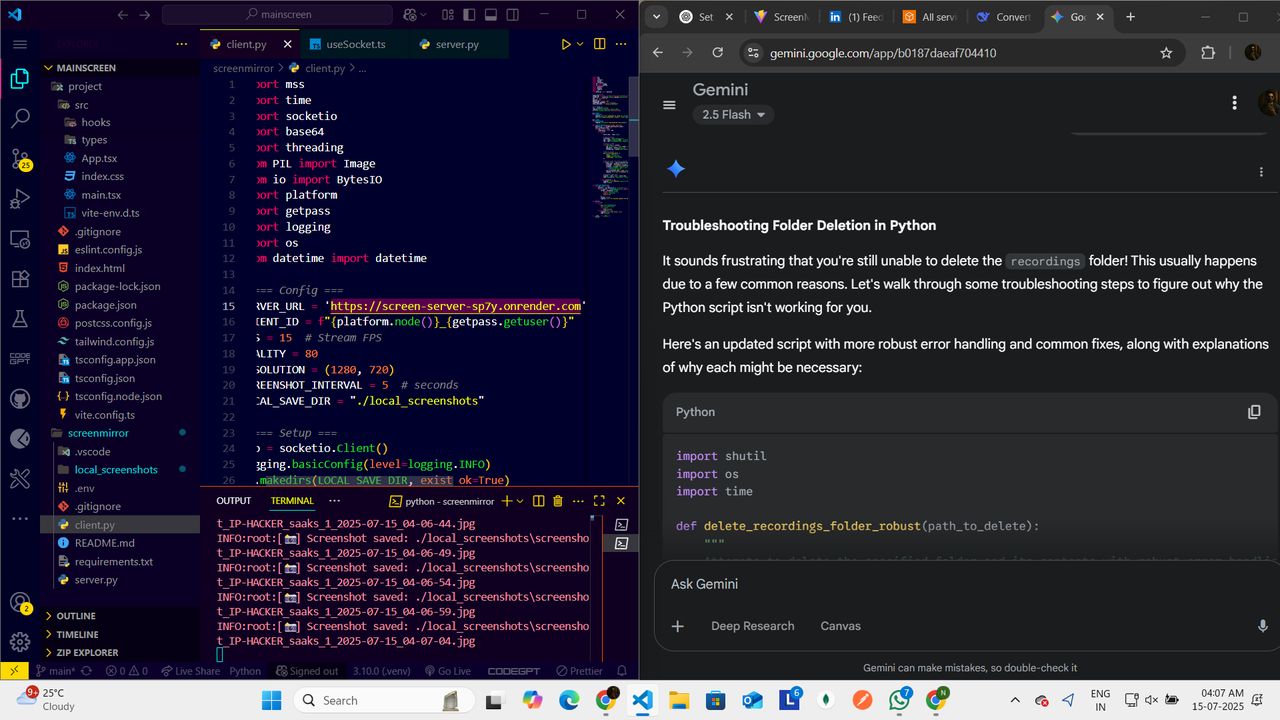 mainscreen
EXPLORER
MAINSCREEN
project
src
hooks
types
App.tsx
index.css
main.tsx
vite-env.d.ts
.gitignore
eslint.config.js
index.html
package-lock.json
package.json
postcss.config.js
tailwind.config.js
tsconfig.app.json
tsconfig.json
tsconfig.node.json
vite.config.ts
screenmirror
.vscode
local_screenshots
.env
.gitignore
client.py
README.md
requirements.txt
server.py
OUTLINE
TIMELINE
ZIP EXPLORER
25
CODE
GPT
2
client.py
useSocket.ts
server.py
screenmirror > client.py > ...
1 port mss
2 port time
3 port socketio
4 port base64
5 port threading
6 om PIL import Image
7 om io import BytesIO
8 port platform
9 port getpass
10 port logging
11 port os
12 om datetime import datetime
13
14 === Config ===
15 RVER_URL = 'https://screen-server-sp7y.onrender.com'
16 IENT_ID = f"{platform.node()}_{getpass.getuser()}"
17 S = 15 # Stream FPS
18 ALITY = 80
19 SOLUTION = (1280, 720)
20 REENSHOT_INTERVAL = 5 # seconds
21 CAL_SAVE_DIR = "./local_screenshots"
22
23 === Setup ===
24 o = socketio.Client()
25 gging.basicConfig(level=logging.INFO)
26 .makedirs(LOCAL_SAVE_DIR, exist_ok=True)
OUTPUT TERMINAL ··· python - screenmirror
t_IP-HACKER_saaks_1_2025-07-15_04-06-44.jpg
INFO:root:[📷] Screenshot saved: ./local_screenshots\screensho
t_IP-HACKER_saaks_1_2025-07-15_04-06-49.jpg
INFO:root:[📷] Screenshot saved: ./local_screenshots\screensho
t_IP-HACKER_saaks_1_2025-07-15_04-06-54.jpg
INFO:root:[📷] Screenshot saved: ./local_screenshots\screensho
t_IP-HACKER_saaks_1_2025-07-15_04-06-59.jpg
INFO:root:[📷] Screenshot saved: ./local_screenshots\screensho
t_IP-HACKER_saaks_1_2025-07-15_04-07-04.jpg
main* 0 0 Live Share Python Signed out 3.10.0 (.venv) Go Live CODEGPT Prettier
Set ScreenM (1) Feed All servi Convert Goo
gemini.google.com/app/b0187daeaf704410
Gemini
2.5 Flash
Troubleshooting Folder Deletion in Python
It sounds frustrating that you're still unable to delete the recordings folder! This usually happens
due to a few common reasons. Let's walk through some troubleshooting steps to figure out why the
Python script isn't working for you.
Here's an updated script with more robust error handling and common fixes, along with explanations
of why each might be necessary:
Python
import shutil
import os
import time
def delete_recordings_folder_robust(path_to_delete):
"""
Ask Gemini
Deep Research Canvas
Gemini can make mistakes, so double-check it
9+
25°C
Cloudy
Search
6
7
N
ENG
IN
04:07 AM
15-07-2025